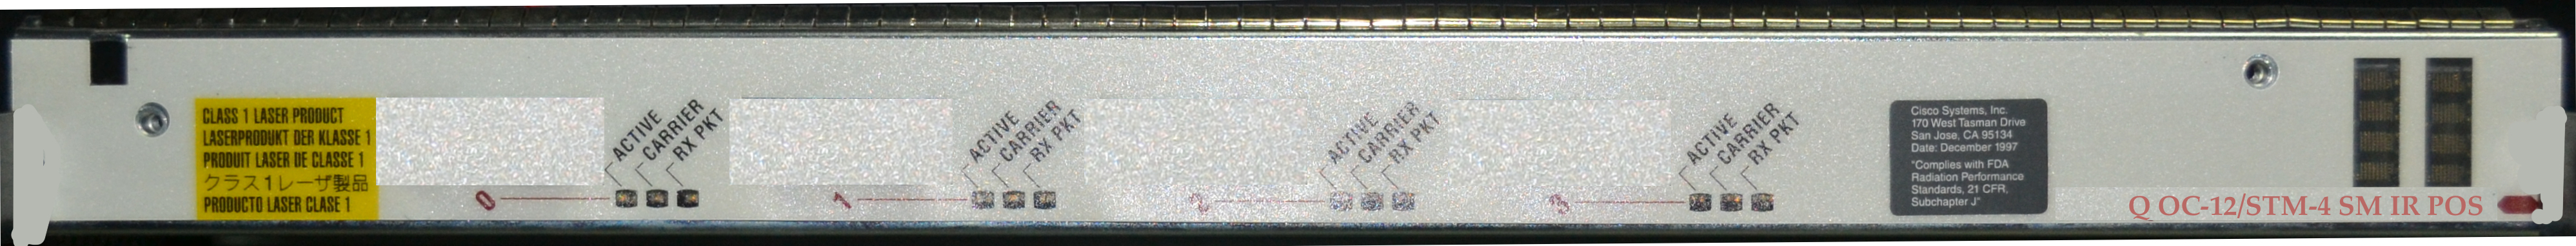 CLASS 1 LASER PRODUCT
LASERPRODUKT DER KLASSE 1
PRODUIT LASER DE CLASSE 1
クラス1レーザ製品
PRODUCTO LASER CLASE 1
0
ACTIVE
CARRIER
RX PKT
1
ACTIVE
CARRIER
RX PKT
2
ACTIVE
CARRIER
RX PKT
3
ACTIVE
CARRIER
RX PKT
Cisco Systems, Inc.
170 West Tasman Drive
San Jose, CA 95134
Date: December 1997
"Complies with FDA
Radiation Performance
Standards, 21 CFR,
Subchapter J"
Q OC-12/STM-4 SM IR POS